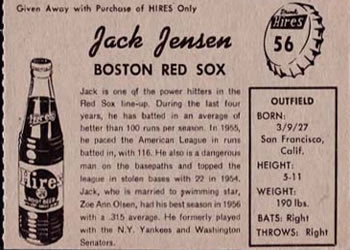 Given Away with Purchase of HIRES Only
Jack Jensen
BOSTON RED SOX
Drink
Hires
56
Jack is one of the power hitters in the
Red Sox line-up. During the last four
years, he has batted in an average of
better than 100 runs per season. In 1955,
he paced the American League in runs
batted in, with 116. He also is a dangerous
man on the basepaths and topped the
league in stolen bases with 22 in 1954.
Jack, who is married to swimming star,
Zoe Ann Olsen, had his best season in 1956
with a .315 average. He formerly played
with the N.Y. Yankees and Washington
Senators.
OUTFIELD
BORN:
3/9/27
San Francisco,
Calif.
HEIGHT:
5-11
WEIGHT:
190 lbs.
BATS: Right
THROWS: Right
Hires
Hires
ROOT BEER